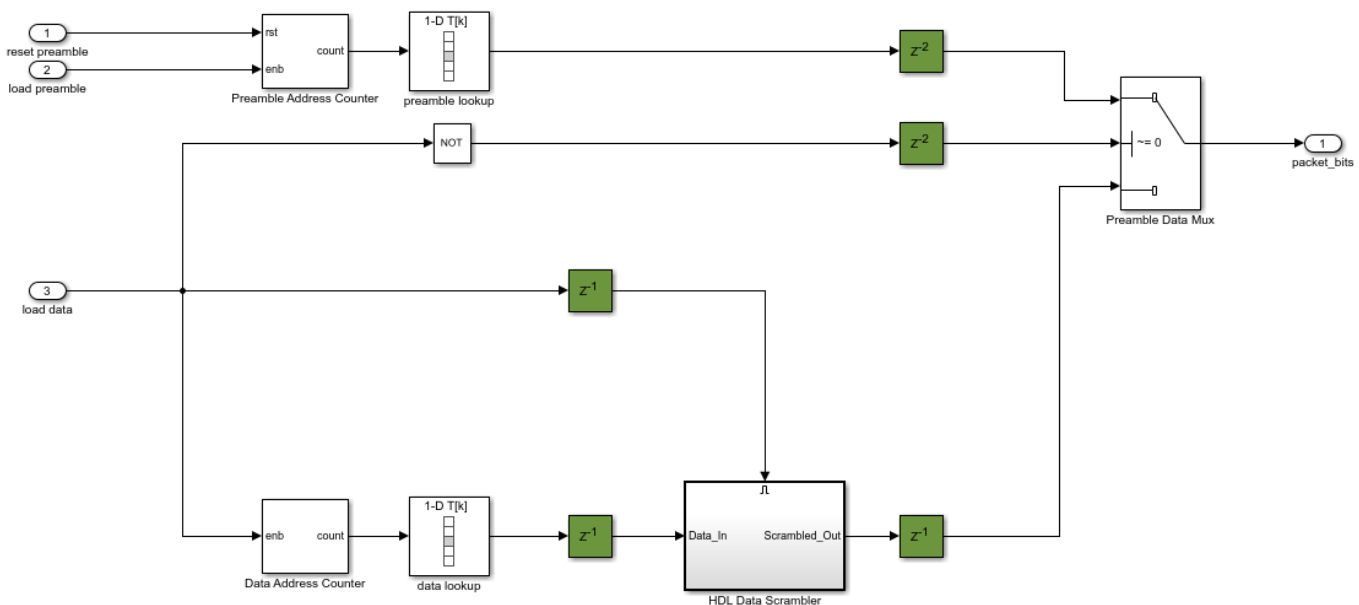 1
reset preamble
2
load preamble
rst
enb
count
Preamble Address Counter
1-D T[k]
preamble lookup
z-2
NOT
z-2
~= 0
Preamble Data Mux
1
packet_bits
3
load data
z-1
enb
count
Data Address Counter
1-D T[k]
data lookup
z-1
Data_In
Scrambled_Out
HDL Data Scrambler
z-1